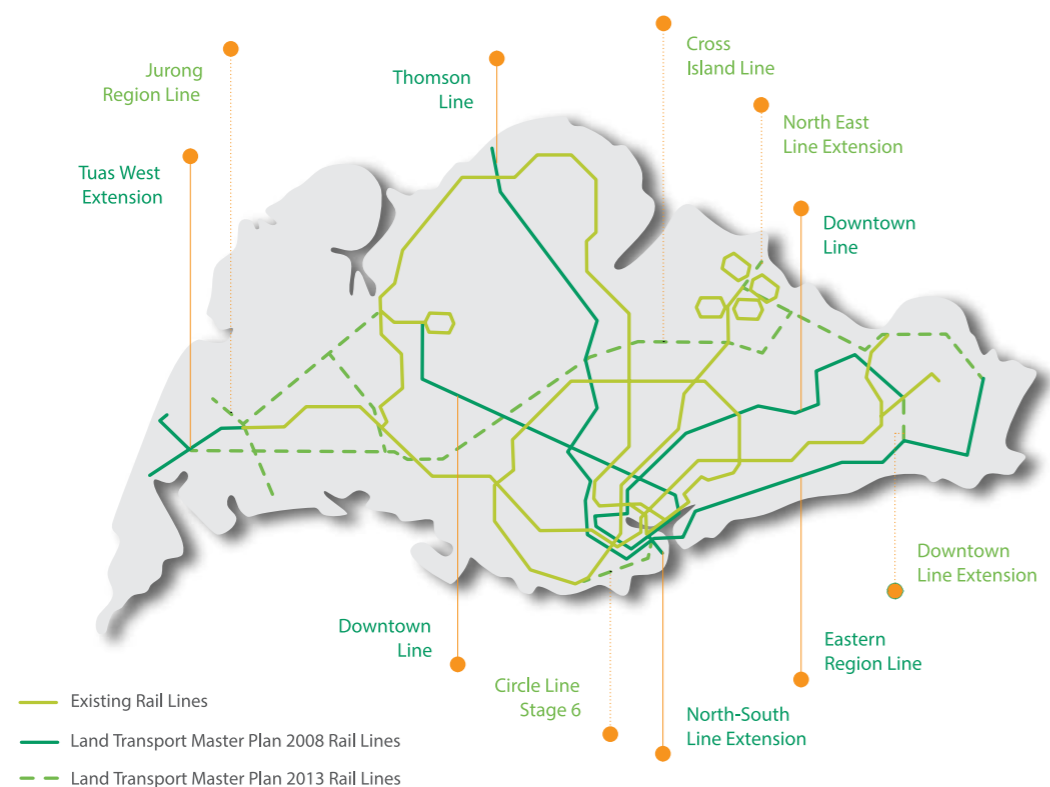 Cross
Island Line
Jurong
Region Line
Thomson
Line
North East
Line Extension
Tuas West
Extension
Downtown
Line
Downtown
Line Extension
Downtown
Line
Eastern
Region Line
Circle Line
Stage 6
North-South
Line Extension
Existing Rail Lines
Land Transport Master Plan 2008 Rail Lines
Land Transport Master Plan 2013 Rail Lines